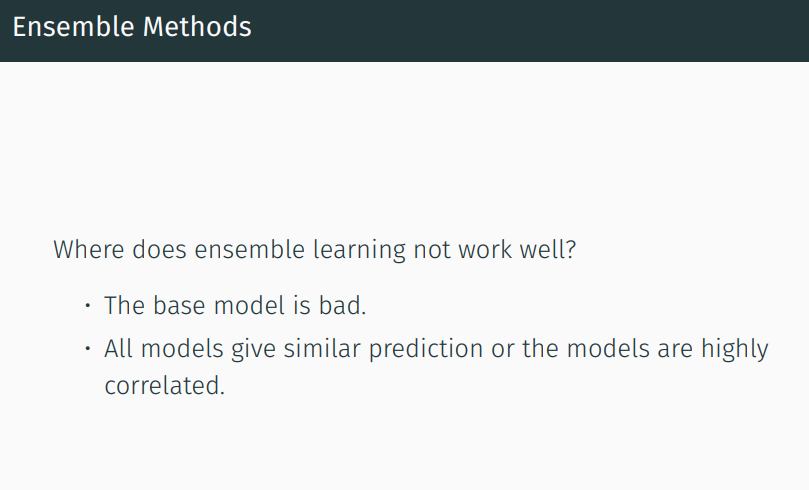 Ensemble Methods
Where does ensemble learning not work well?
• The base model is bad.
• All models give similar prediction or the models are highly
correlated.